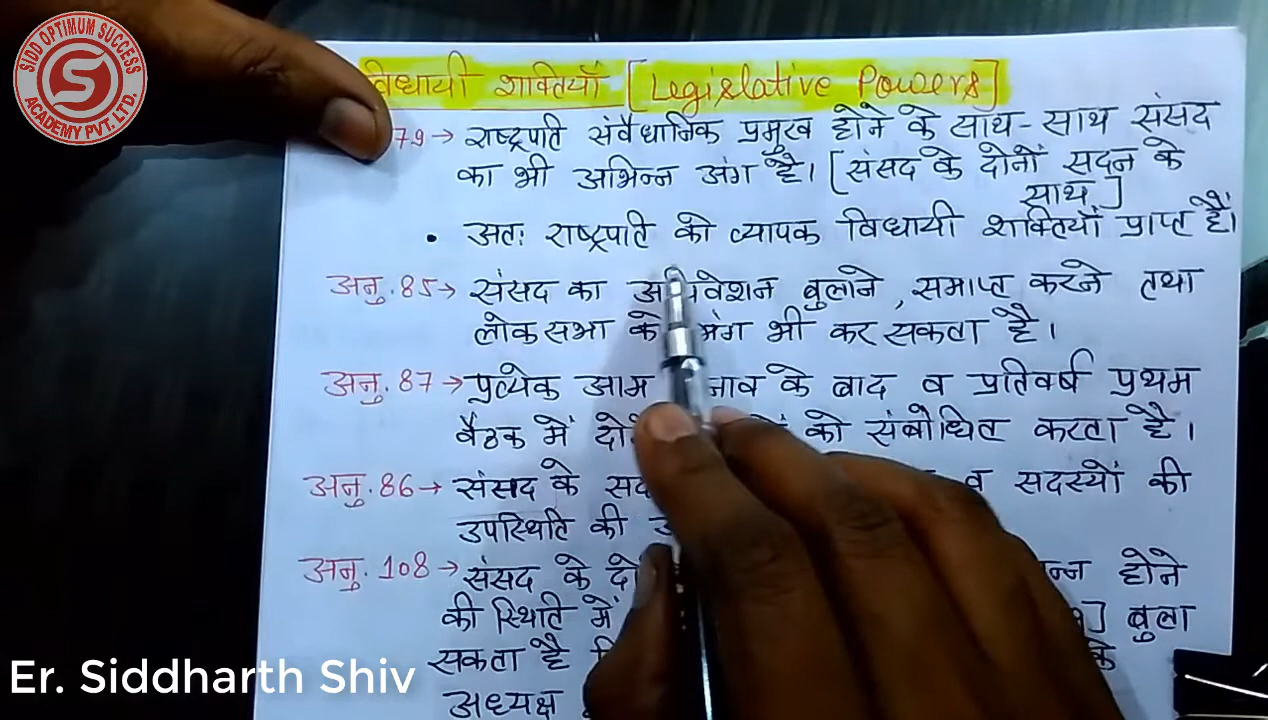 SIDD OPTIMUM SUCCESS
S
ACADEMY PVT. LTD.
विधायी शक्तियाँ [Legislative Powers]
79 → राष्ट्रपति संवैधानिक प्रमुख होने के साथ-साथ संसद
का भी अभिन्न अंग है। [संसद के दोनों सदन के
साथ]
• अतः राष्ट्रपति को व्यापक विधायी शक्तियाँ प्राप्त हैं।
अनु. 85 → संसद का बुलाने, समाप्त करने तथा
लोकसभा भी कर सकता है।
अनु. 87 → प्रत्येक आम के बाद व प्रतिवर्ष प्रथम
बैठक में को संबोधित करता है।
अनु. 86 → संसद के व सदस्यों की
उपस्थिति की
अनु. 108 → संसद के होने
की स्थिति में बुला
सकता है
अध्यक्ष
Er. Siddharth Shiv